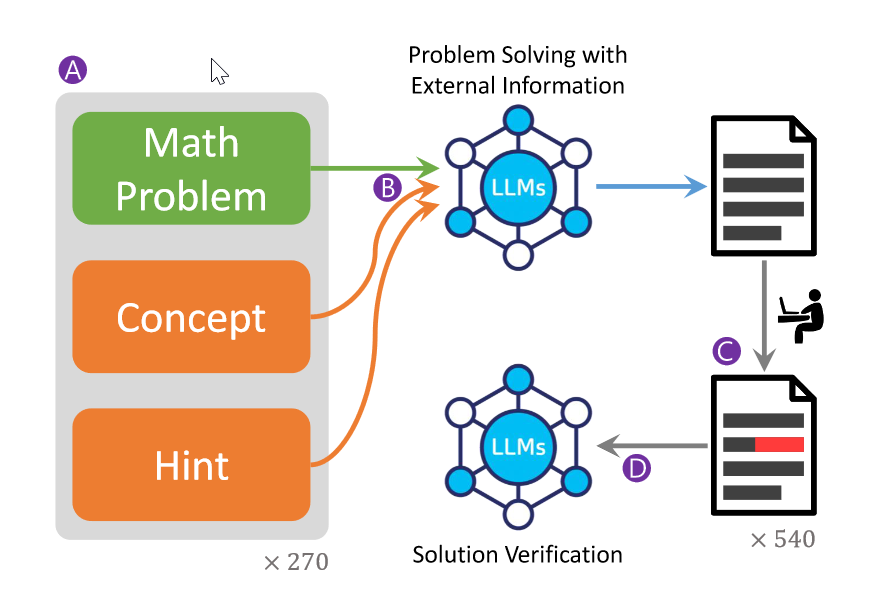 A
Math
Problem
Concept
Hint
× 270
B
Problem Solving with
External Information
LLMs
C
× 540
D
LLMs
Solution Verification